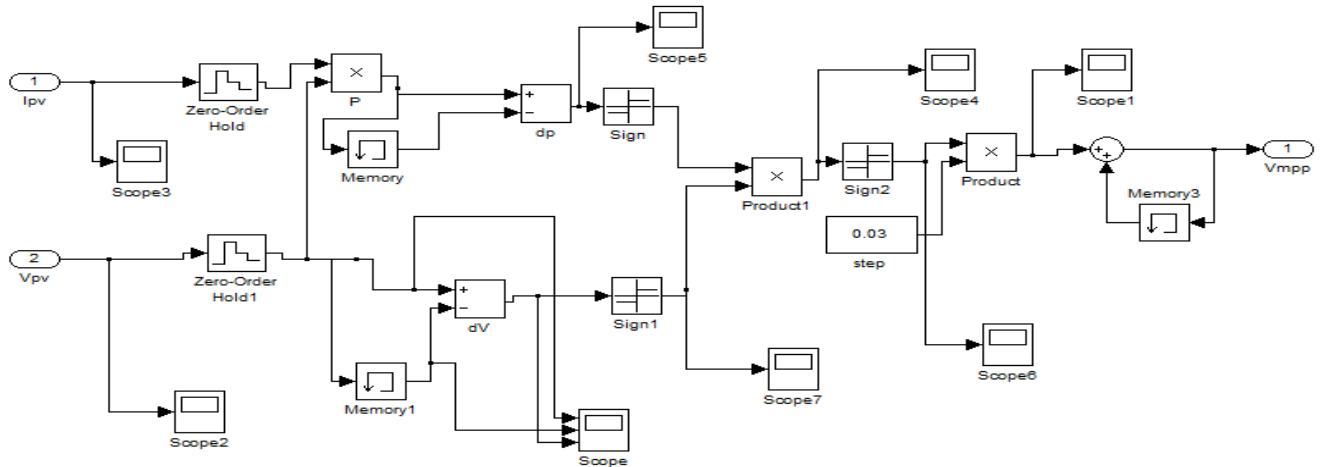 Scope5
1
Ipv
Zero-Order
Hold
×
P
+
−
dp
Sign
Scope4
Scope1
Scope3
Memory
×
Product1
Sign2
×
Product
+
+
1
Vmpp
Memory3
0.03
step
2
Vpv
Zero-Order
Hold1
+
−
dV
Sign1
Scope6
Memory1
Scope7
Scope2
Scope